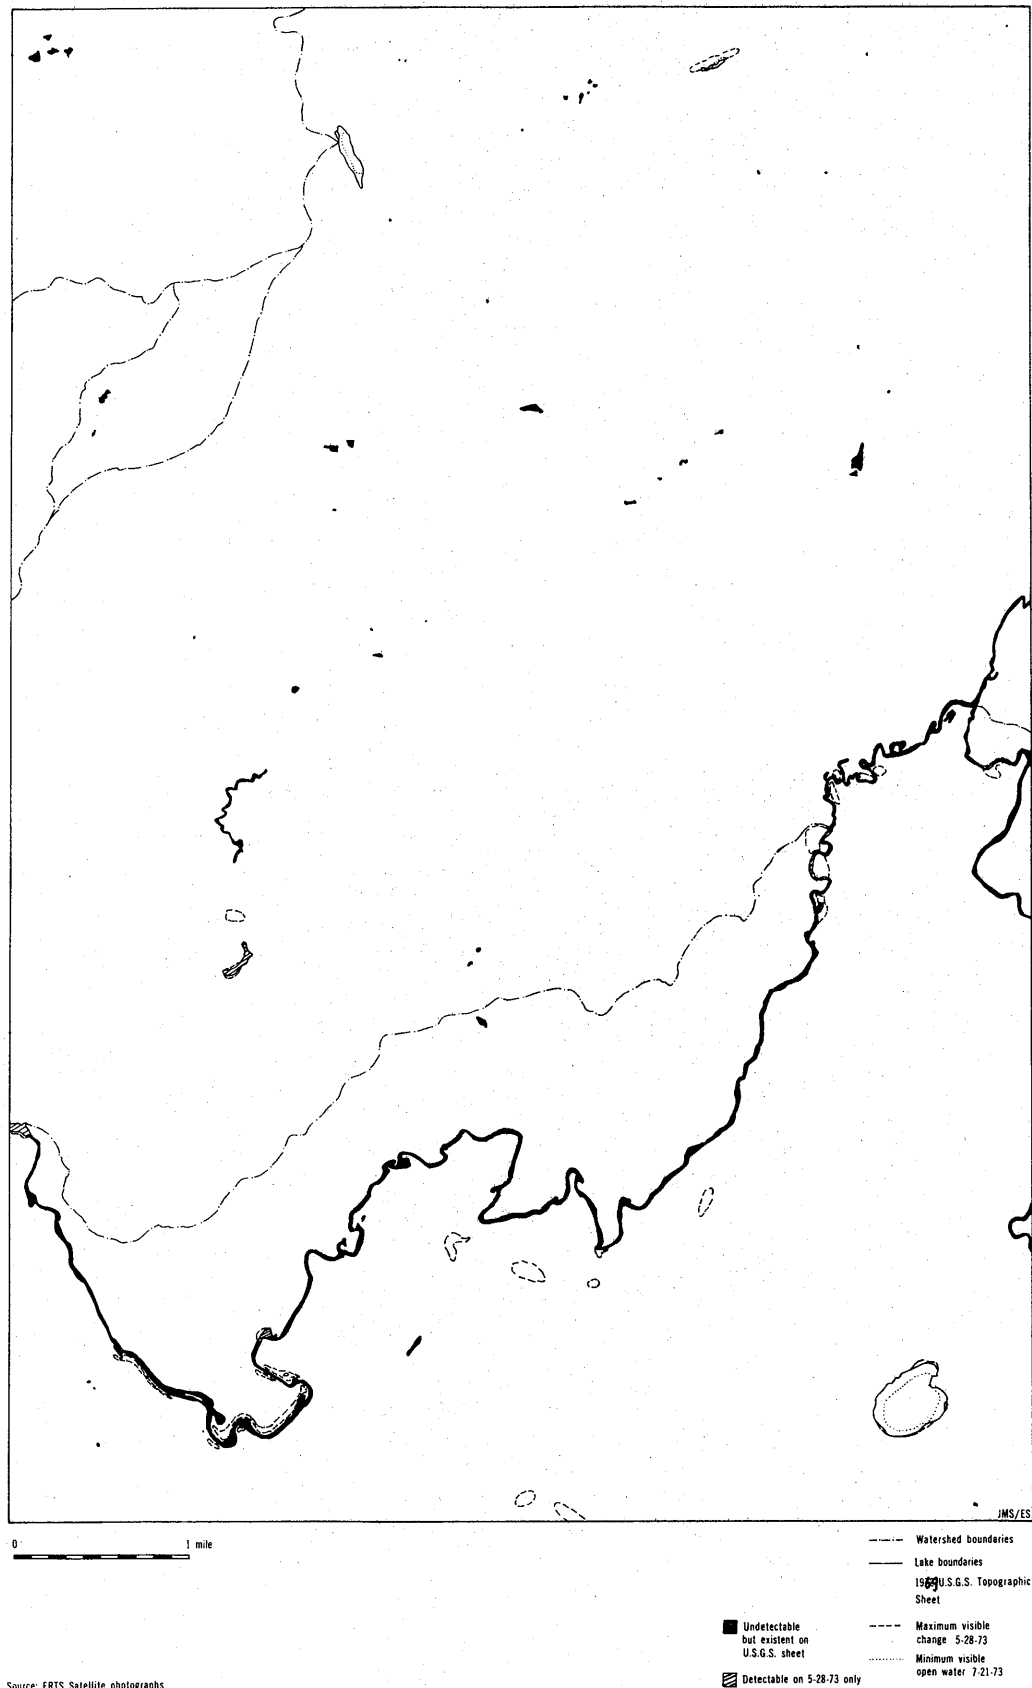 JMS/ES
0 1 mile
Watershed boundaries
Lake boundaries
U.S.G.S. Topographic
Sheet
Undetectable
but existent on
U.S.G.S. sheet
Detectable on 5-28-73 only
Maximum visible
change 5-28-73
Minimum visible
open water 7-21-73
Source: ERTS Satellite photographs